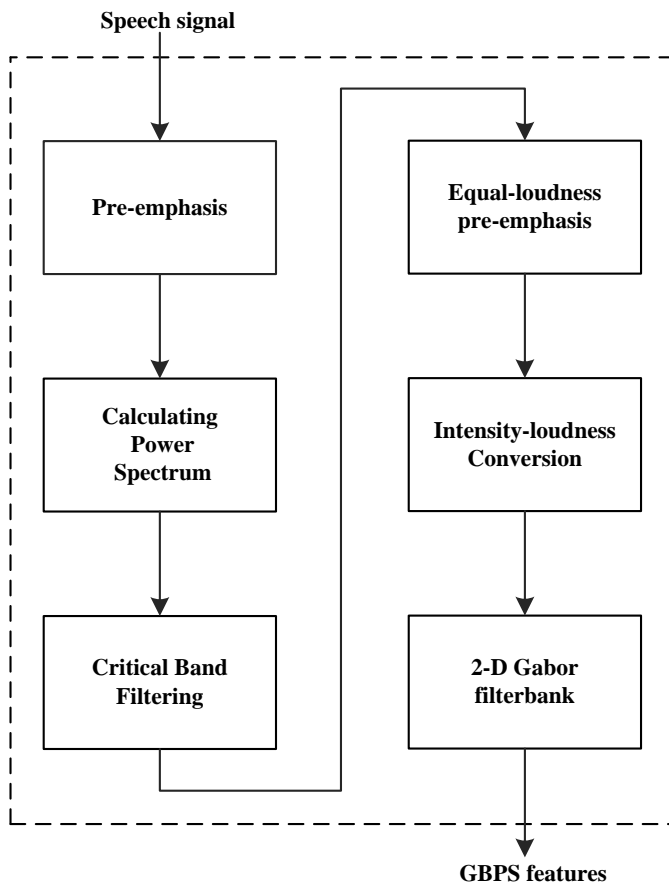 Speech signal
Pre-emphasis
Calculating
Power
Spectrum
Critical Band
Filtering
Equal-loudness
pre-emphasis
Intensity-loudness
Conversion
2-D Gabor
filterbank
GBPS features